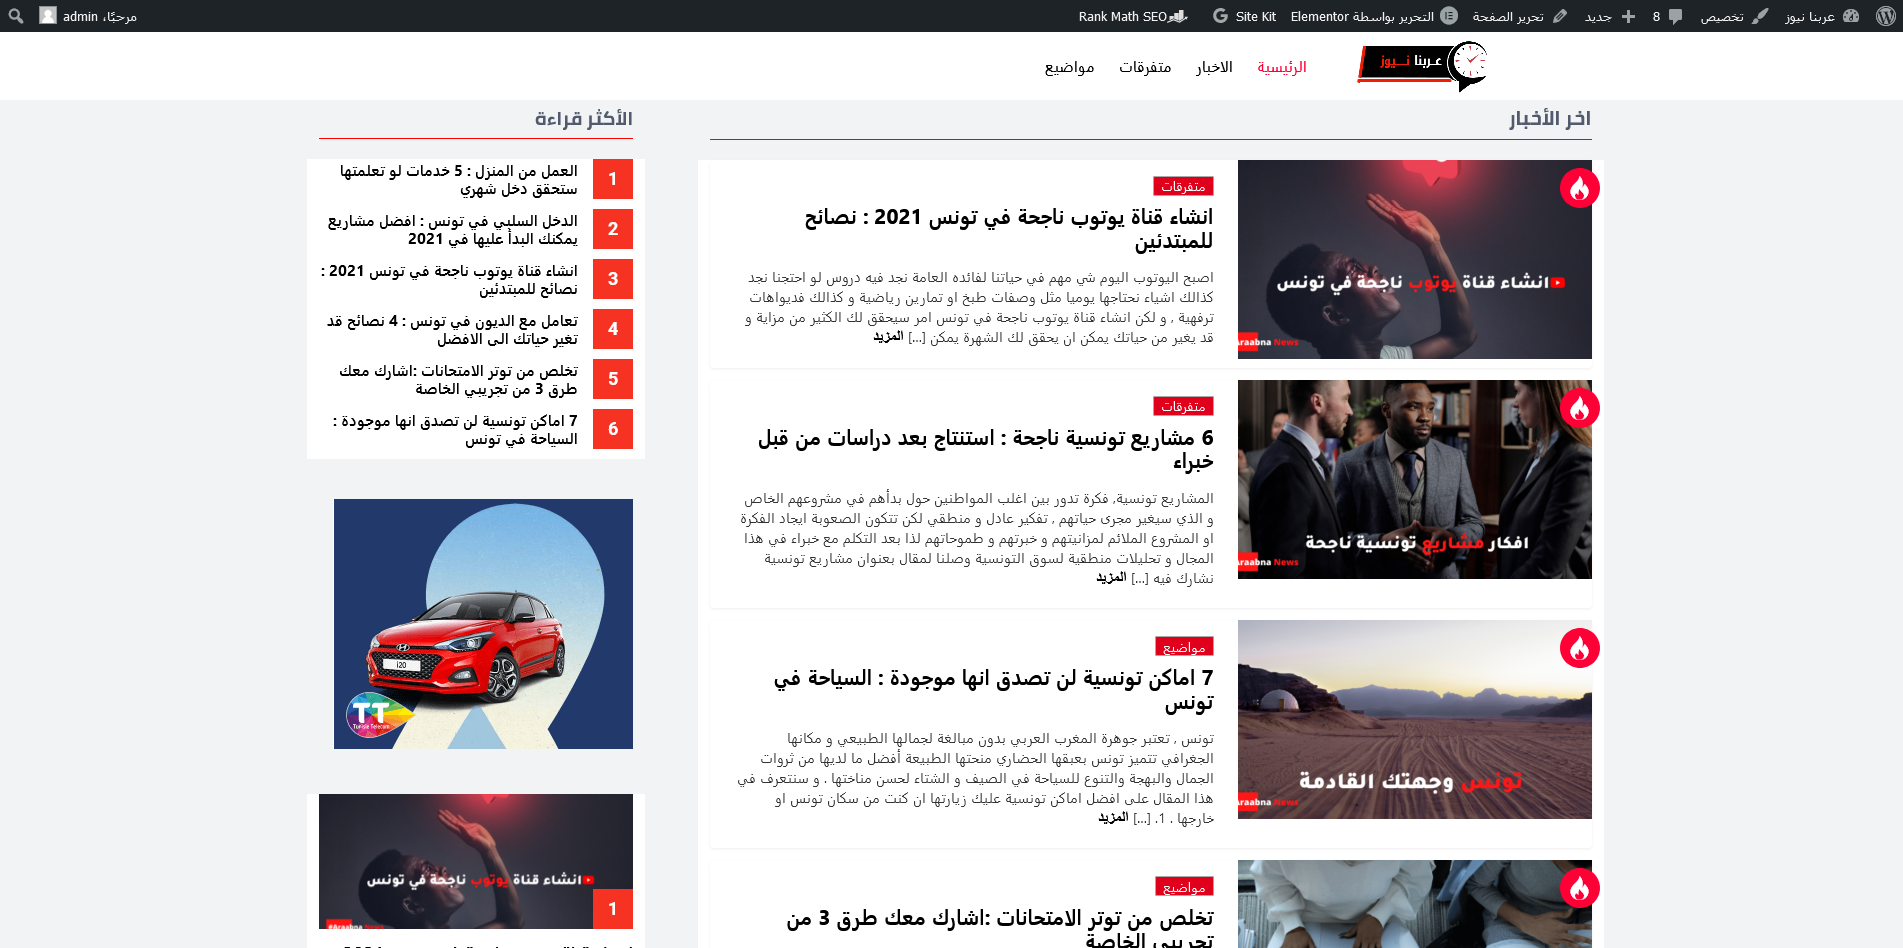 عربنا نيوز
تخصيص
8
جديد
تحرير الصفحة
التحرير بواسطة Elementor
Site Kit
Rank Math SEO
مرحبًا، admin
عـربنا نـيوز
الرئيسية
الاخبار
متفرقات
مواضيع
اخر الأخبار
انشاء قناة يوتوب ناجحة في تونس
#Araabna News
متفرقات
انشاء قناة يوتوب ناجحة في تونس 2021 : نصائح
للمبتدئين
اصبح اليوتوب اليوم شي مهم في حياتنا لفائده العامة نجد فيه دروس لو احتجنا نجد
كذالك اشياء نحتاجها يوميا مثل وصفات طبخ او تمارين رياضية و كذالك فديواهات
ترفهية , و لكن انشاء قناة يوتوب ناجحة في تونس امر سيحقق لك الكثير من مزاية و
قد يغير من حياتك يمكن ان يحقق لك الشهرة يمكن [...] المزيد
افكار مشاريع تونسية ناجحة
Araabna News
متفرقات
6 مشاريع تونسية ناجحة : استنتاج بعد دراسات من قبل
خبراء
المشاريع تونسية, فكرة تدور بين اغلب المواطنين حول بدأهم في مشروعهم الخاص
و الذي سيغير مجرى حياتهم , تفكير عادل و منطقي لكن تتكون الصعوبة ايجاد الفكرة
او المشروع الملائم لمزانيتهم و خبرتهم و طموحاتهم لذا بعد التكلم مع خبراء في هذا
المجال و تحليلات منطقية لسوق التونسية وصلنا لمقال بعنوان مشاريع تونسية
نشارك فيه [...] المزيد
تونس وجهتك القادمة
Araabna News
مواضيع
7 اماكن تونسية لن تصدق انها موجودة : السياحة في
تونس
تونس , تعتبر جوهرة المغرب العربي بدون مبالغة لجمالها الطبيعي و مكانها
الجغرافي تتميز تونس بعبقها الحضاري منحتها الطبيعة أفضل ما لديها من ثروات
الجمال والبهجة والتنوع للسياحة في الصيف و الشتاء لحسن مناختها . و سنتعرف في
هذا المقال على افضل اماكن تونسية عليك زيارتها ان كنت من سكان تونس او
خارجها . 1. [...] المزيد
مواضيع
تخلص من توتر الامتحانات :اشارك معك طرق 3 من
تجريبي الخاصة
الأكثر قراءة
1
العمل من المنزل : 5 خدمات لو تعلمتها
ستحقق دخل شهري
2
الدخل السلبي في تونس : افضل مشاريع
يمكنك البدأ عليها في 2021
3
انشاء قناة يوتوب ناجحة في تونس 2021 :
نصائح للمبتدئين
4
تعامل مع الديون في تونس : 4 نصائح قد
تغير حياتك الى الافضل
5
تخلص من توتر الامتحانات :اشارك معك
طرق 3 من تجريبي الخاصة
6
7 اماكن تونسية لن تصدق انها موجودة :
السياحة في تونس
i20
TT
Tunisie Telecom
انشاء قناة يوتوب ناجحة في تونس
#Araabna News
1